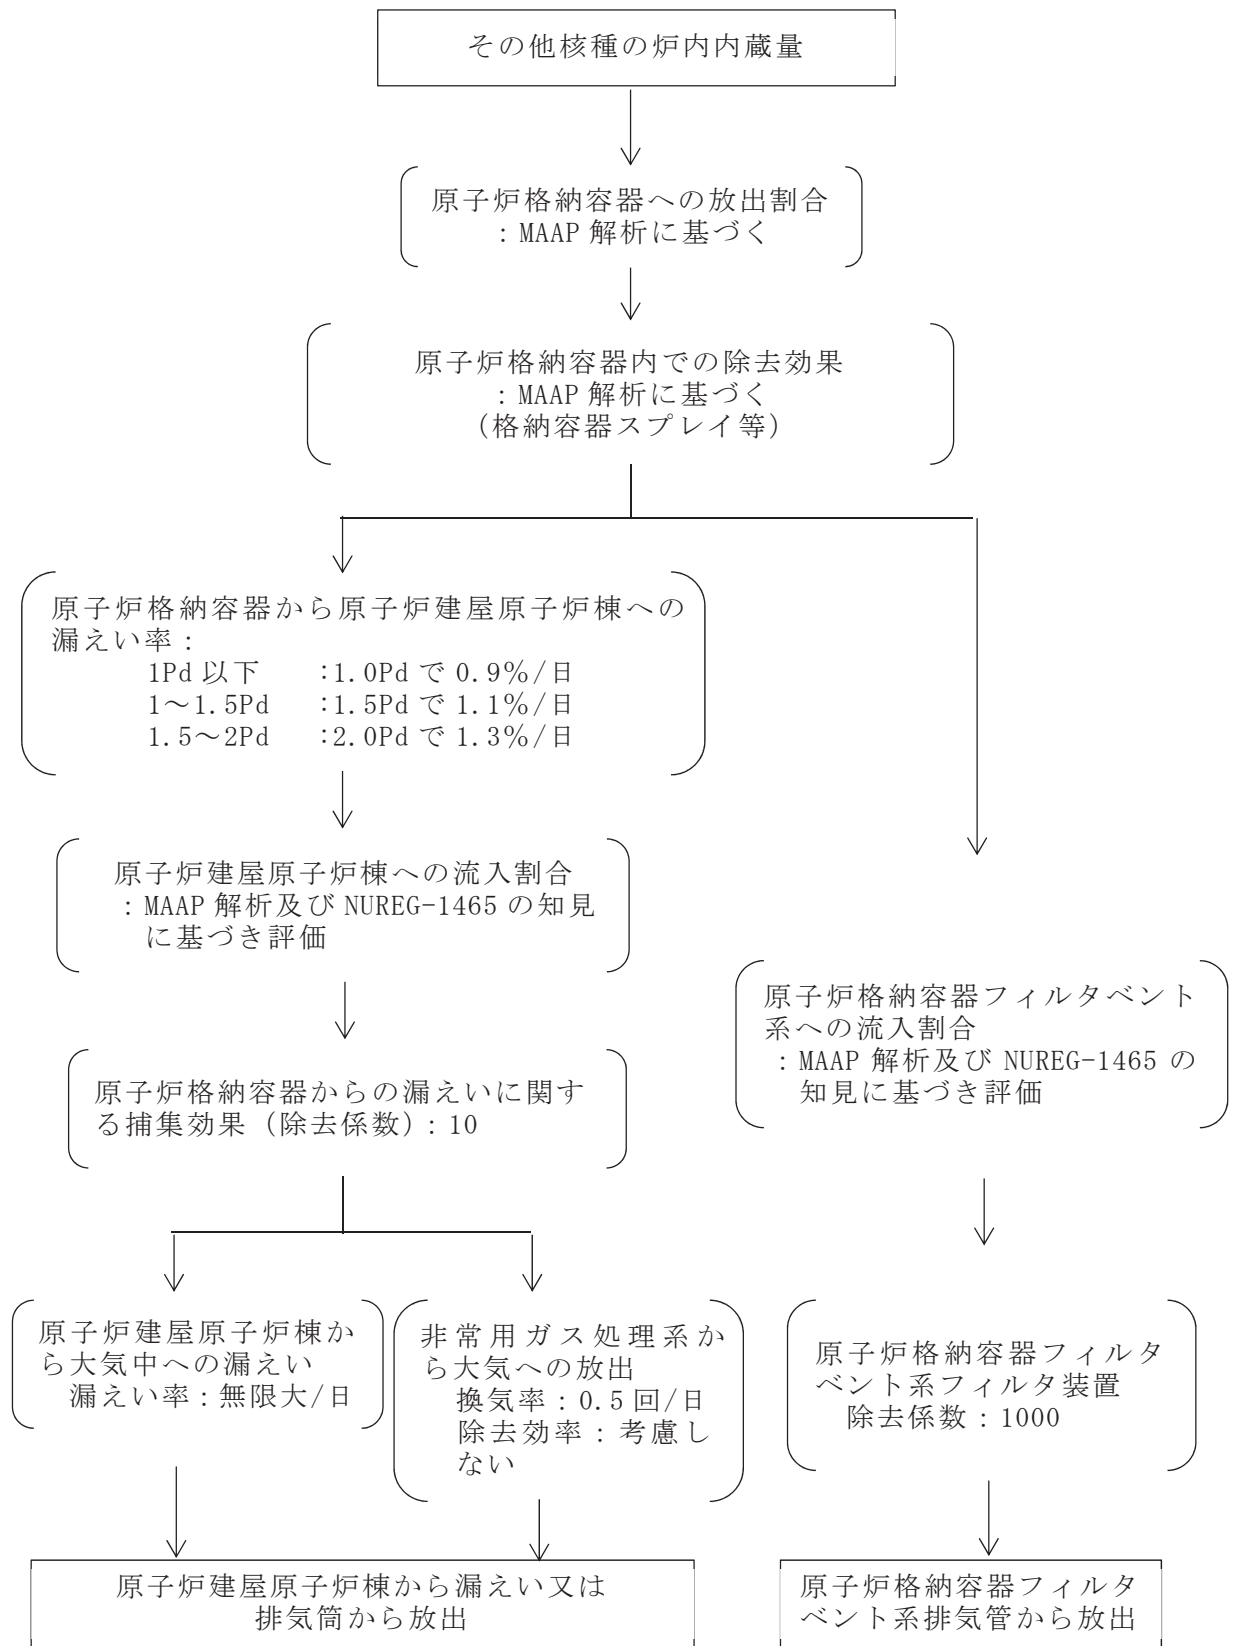 その他核種の炉内内蔵量
原子炉格納容器への放出割合
：MAAP 解析に基づく
原子炉格納容器内での除去効果
：MAAP 解析に基づく
（格納容器スプレイ等）
原子炉格納容器から原子炉建屋原子炉棟への
漏えい率：
1Pd 以下　：1.0Pd で 0.9％/日
1～1.5Pd　：1.5Pd で 1.1％/日
1.5～2Pd　：2.0Pd で 1.3％/日
原子炉建屋原子炉棟への流入割合
：MAAP 解析及び NUREG-1465 の知見
に基づき評価
原子炉格納容器からの漏えいに関す
る捕集効果（除去係数）：10
原子炉格納容器フィルタベント
系への流入割合
：MAAP 解析及び NUREG-1465 の
知見に基づき評価
原子炉建屋原子炉棟か
ら大気中への漏えい
漏えい率：無限大/日
非常用ガス処理系か
ら大気への放出
換気率：0.5 回/日
除去効率：考慮し
ない
原子炉格納容器フィルタ
ベント系フィルタ装置
除去係数：1000
原子炉建屋原子炉棟から漏えい又は
排気筒から放出
原子炉格納容器フィルタ
ベント系排気管から放出